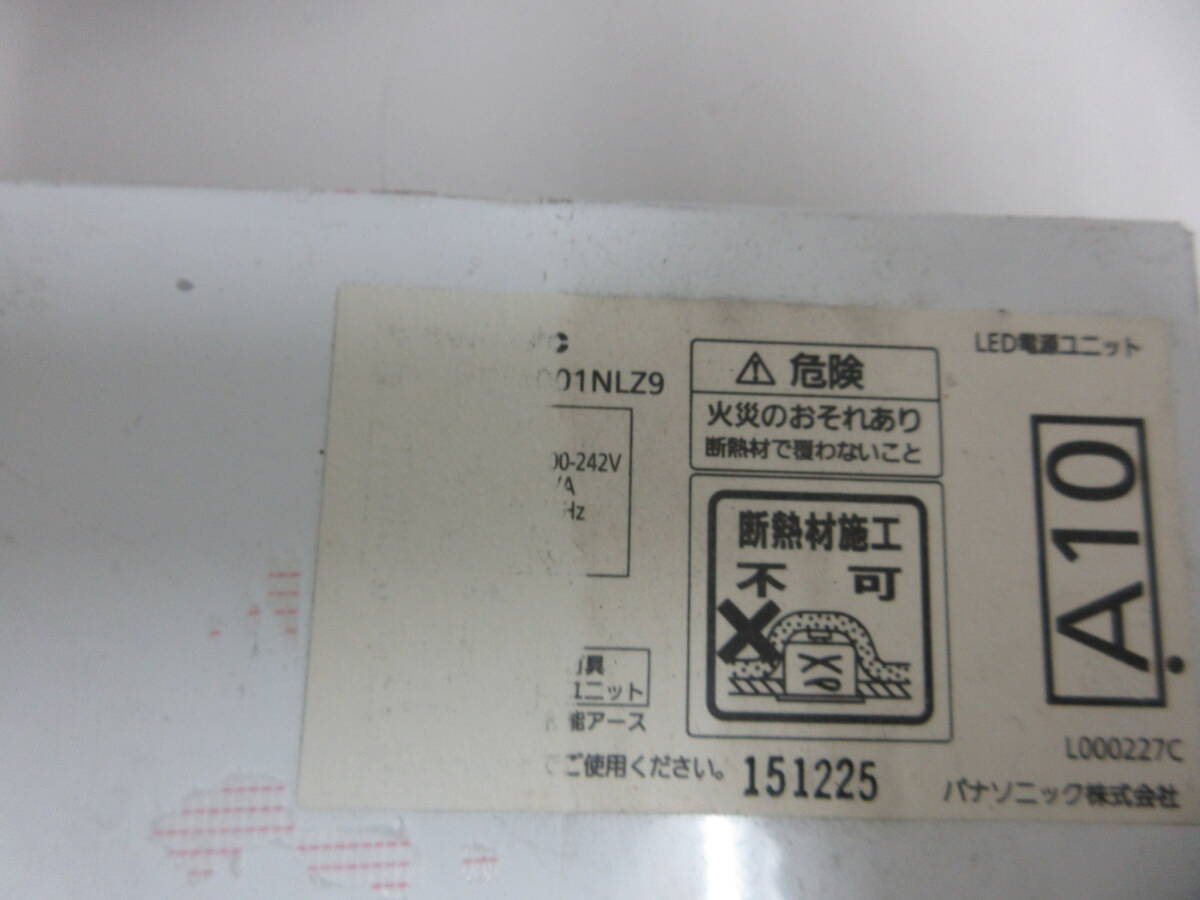 001NLZ9
00-242V
VA
Hz
ユニット
アース
でご使用ください。
危険
火災のおそれあり
断熱材で覆わないこと
断熱材施工
不 可
151225
LED電源ユニット
A10
L000227C
パナソニック株式会社